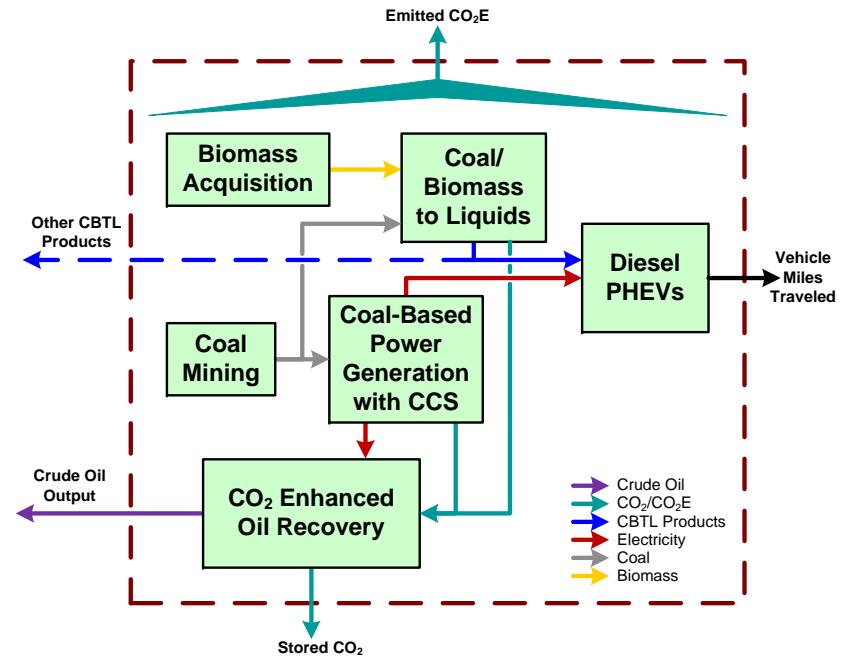 Emitted CO₂E
Biomass
Acquisition
Coal/
Biomass
to Liquids
Other CBTL
Products
Diesel
PHEVs
Vehicle
Miles
Traveled
Coal
Mining
Coal-Based
Power
Generation
with CCS
Crude Oil
Output
CO₂ Enhanced
Oil Recovery
Crude Oil
CO₂/CO₂E
CBTL Products
Electricity
Coal
Biomass
Stored CO₂